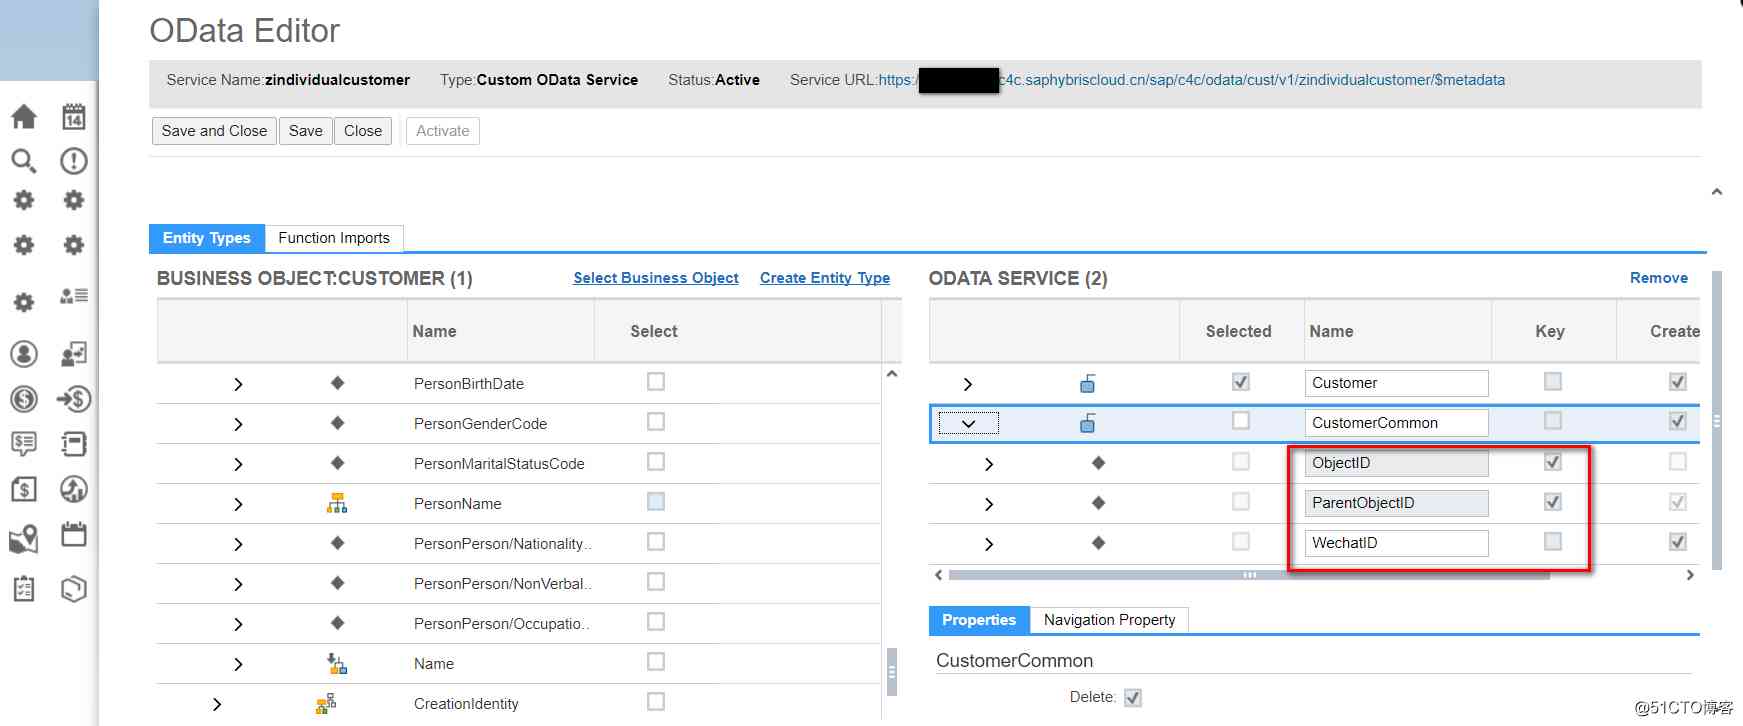 OData Editor
Service Name:zindividualcustomer Type:Custom OData Service Status:Active Service URL:https:/ c4c.saphybriscloud.cn/sap/c4c/odata/cust/v1/zindividualcustomer/$metadata
Save and Close Save Close Activate
14
Entity Types Function Imports
BUSINESS OBJECT:CUSTOMER (1) Select Business Object Create Entity Type
Name Select
PersonBirthDate
PersonGenderCode
PersonMaritalStatusCode
PersonName
PersonPerson/Nationality..
PersonPerson/NonVerbal..
PersonPerson/Occupatio..
Name
CreationIdentity
ODATA SERVICE (2) Remove
Selected Name Key Create
Customer
CustomerCommon
ObjectID
ParentObjectID
WechatID
Properties Navigation Property
CustomerCommon
Delete:
@51CTO博客